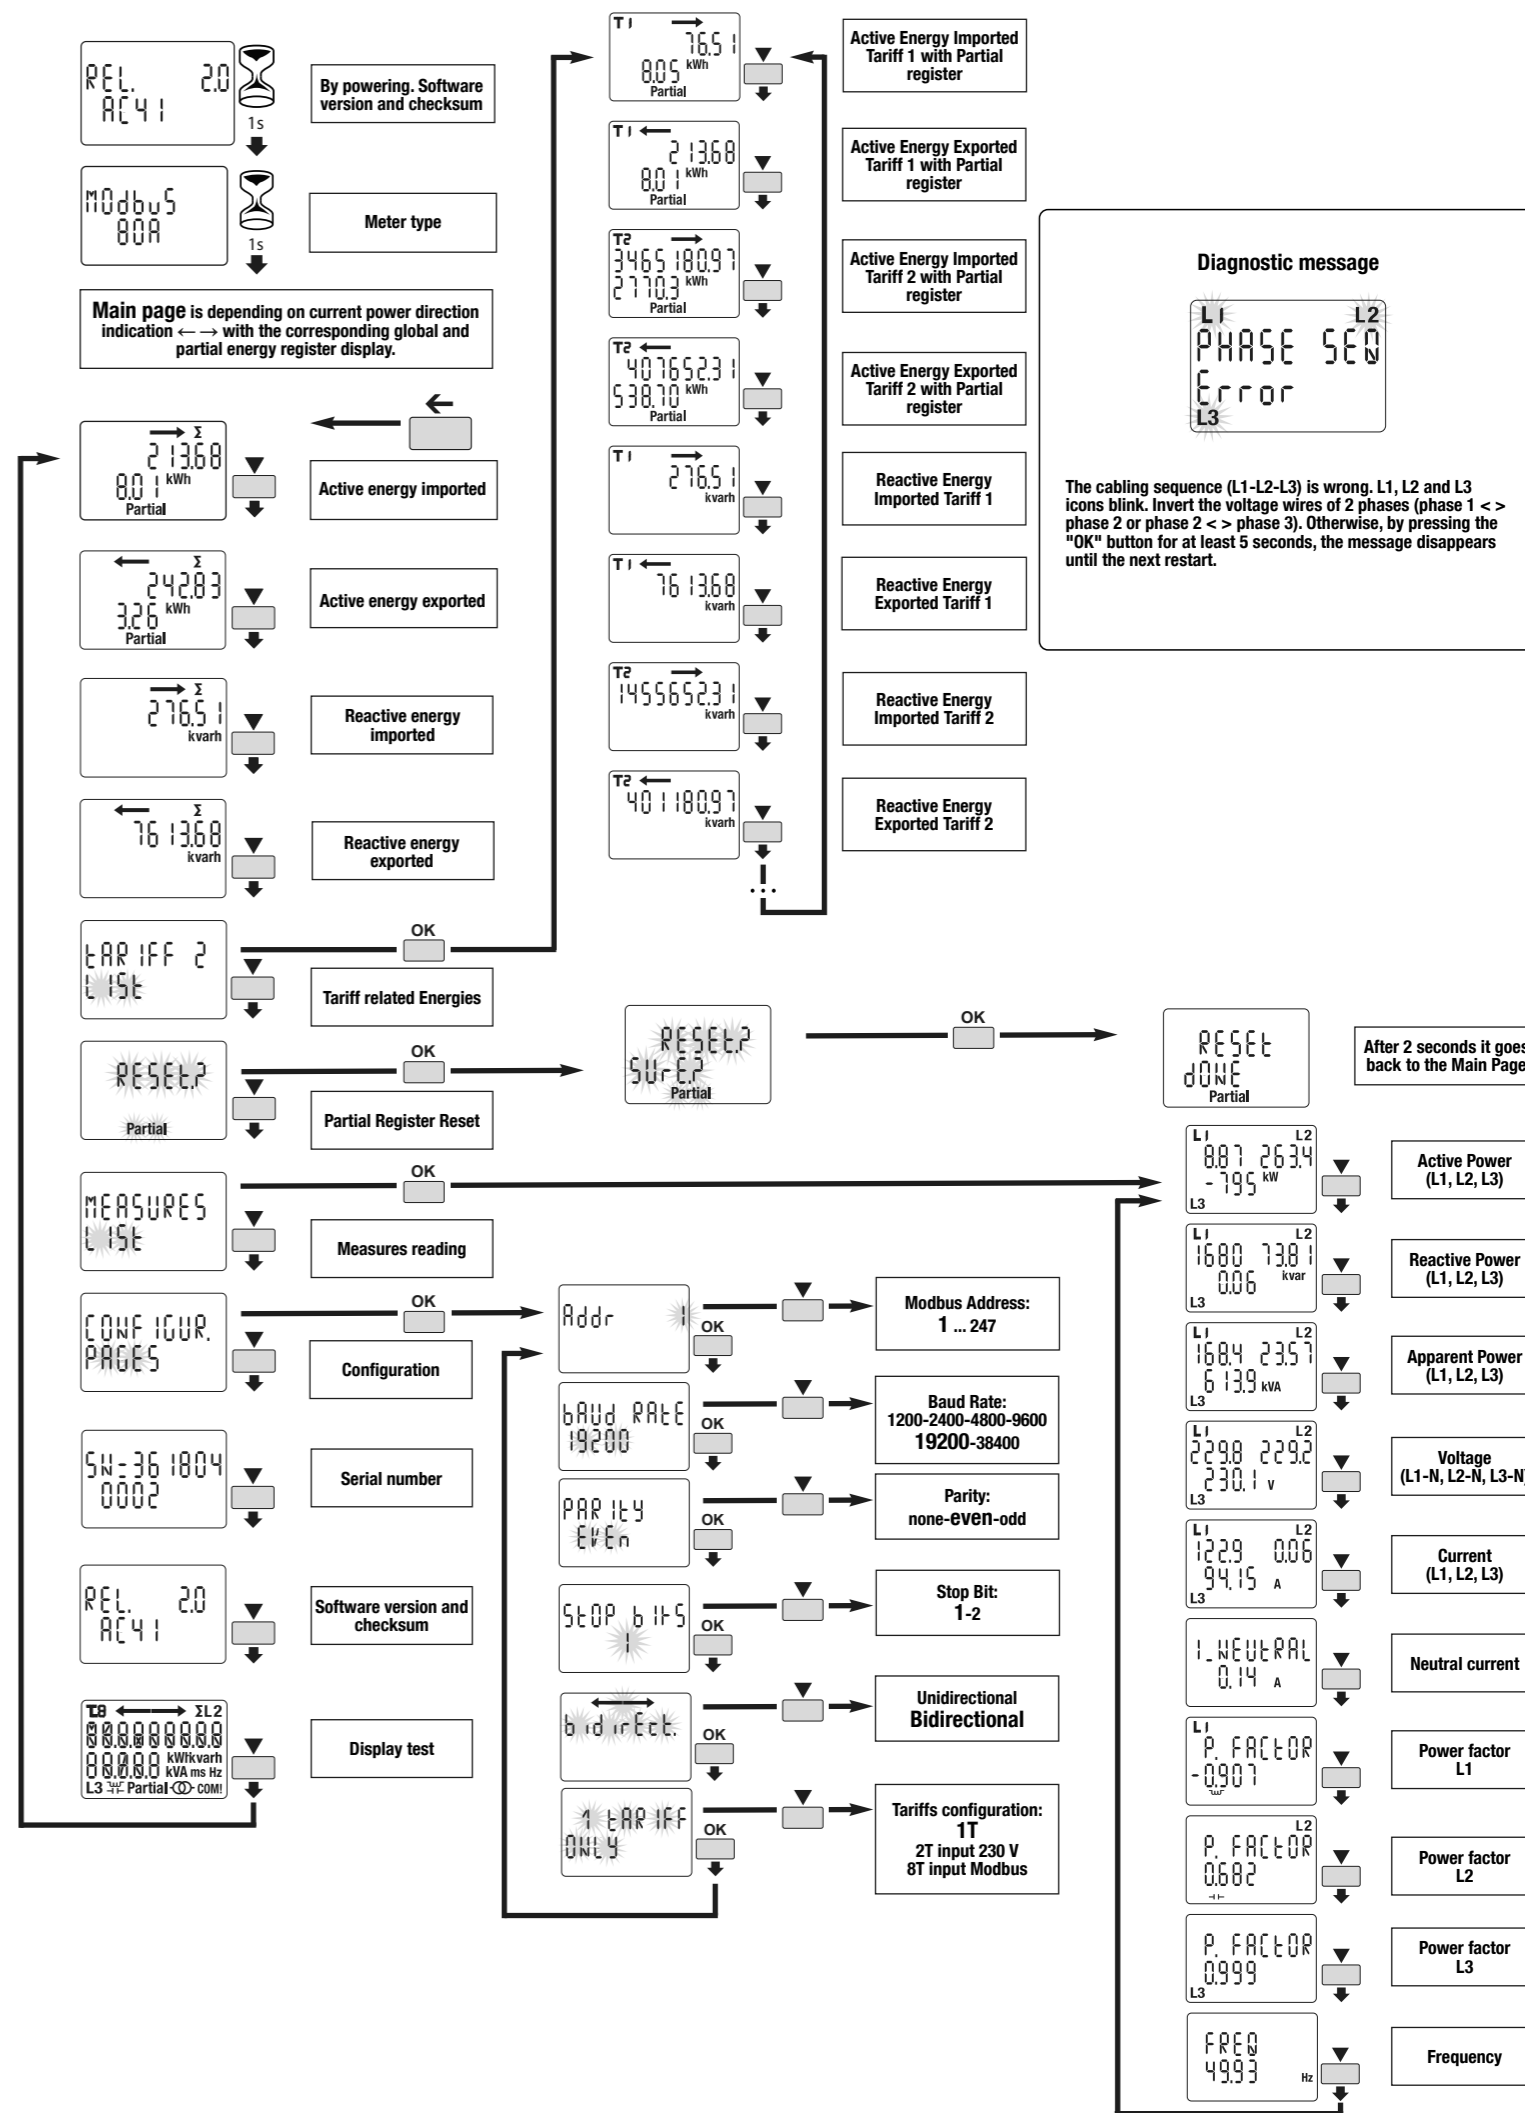 REL. 2.0
AC41
1s
By powering. Software
version and checksum
MOdbuS
80A
1s
Meter type
Main page is depending on current power direction
indication ←→ with the corresponding global and
partial energy register display.
←
→ Σ
213.68
8.01 kWh
Partial
Active energy imported
← Σ
242.83
3.26 kWh
Partial
Active energy exported
→ Σ
276.51
kvarh
Reactive energy
imported
← Σ
7613.68
kvarh
Reactive energy
exported
tARIFF 2
LISt
OK
Tariff related Energies
RESEt.?
Partial
OK
Partial Register Reset
RESEt.?
SUrE.?
Partial
OK
RESEt
dONE
Partial
After 2 seconds it goes
back to the Main Page
MEASURES
LISt
OK
Measures reading
CONFIGUR.
PAGES
OK
Configuration
SN-361804
0002
Serial number
REL. 2.0
AC41
Software version and
checksum
T8 ←→ ΣL2
kWhkvarh
kVA ms Hz
L3 Partial COM!
Display test
T1 →
76.51
8.05 kWh
Partial
Active Energy Imported
Tariff 1 with Partial
register
T1 ←
213.68
8.01 kWh
Partial
Active Energy Exported
Tariff 1 with Partial
register
T2 →
3465180.97
2770.3 kWh
Partial
Active Energy Imported
Tariff 2 with Partial
register
T2 ←
407652.31
538.70 kWh
Partial
Active Energy Exported
Tariff 2 with Partial
register
T1 →
276.51
kvarh
Reactive Energy
Imported Tariff 1
T1 ←
7613.68
kvarh
Reactive Energy
Exported Tariff 1
T2 →
1455652.31
kvarh
Reactive Energy
Imported Tariff 2
T2 ←
401180.97
kvarh
Reactive Energy
Exported Tariff 2
...
Diagnostic message
L1 L2
PHASE SEQ
Error
L3
The cabling sequence (L1-L2-L3) is wrong. L1, L2 and L3
icons blink. Invert the voltage wires of 2 phases (phase 1 < >
phase 2 or phase 2 < > phase 3). Otherwise, by pressing the
"OK" button for at least 5 seconds, the message disappears
until the next restart.
Addr 1
OK
Modbus Address:
1 ... 247
bAUd RAtE
19200
OK
Baud Rate:
1200-2400-4800-9600
19200-38400
PARItY
EVEn
OK
Parity:
none-even-odd
StOP bItS
1
OK
Stop Bit:
1-2
bidirEct.
OK
Unidirectional
Bidirectional
1 tARIFF
ONLY
OK
Tariffs configuration:
1T
2T input 230 V
8T input Modbus
L1 L2
8.87 263.4
-795 kW
L3
Active Power
(L1, L2, L3)
L1 L2
1680 73.81
0.06 kvar
L3
Reactive Power
(L1, L2, L3)
L1 L2
168.4 23.57
613.9 kVA
L3
Apparent Power
(L1, L2, L3)
L1 L2
229.8 229.2
230.1 V
L3
Voltage
(L1-N, L2-N, L3-N)
L1 L2
122.9 0.06
94.15 A
L3
Current
(L1, L2, L3)
I_NEUtRAL
0.14 A
Neutral current
L1
P. FACtOR
-0.907
Power factor
L1
L2
P. FACtOR
0.682
Power factor
L2
P. FACtOR
0.999
L3
Power factor
L3
FREQ
49.93
Hz
Frequency